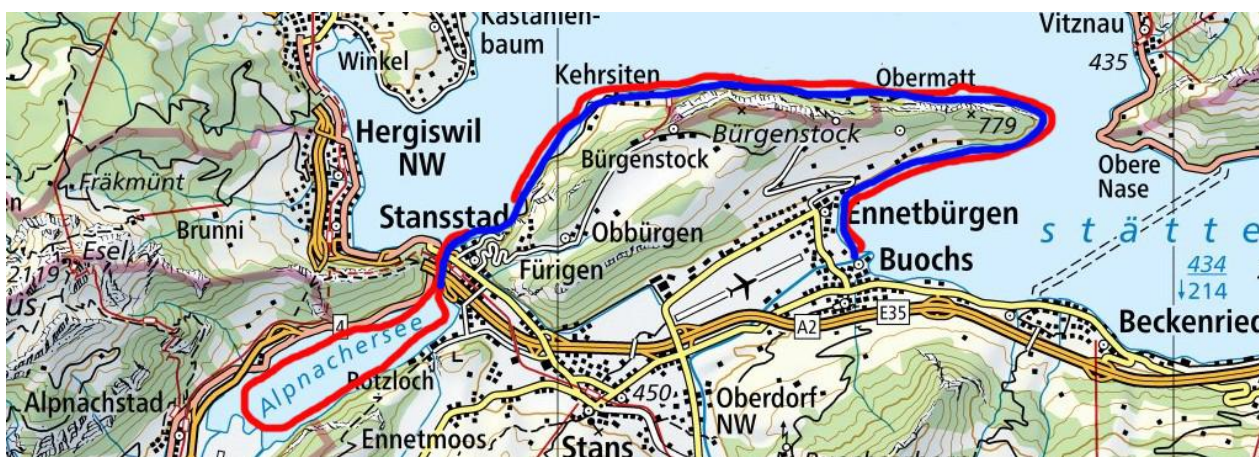 Kastanien-
baum
Vitznau
435
Winkel
Kehrsiten
Obermatt
Hergiswil
NW
Bürgenstock
779
Bürgenstock
Obere
Nase
Fräkmünt
Stansstad
Ennetbürgen
Brunni
Obbürgen
stätte
Esel
2119
Fürigen
Buochs
434
214
4
A2
E35
Beckenried
Alpnachersee
Rotzloch
Alpnachstad
450
Oberdorf
NW
Ennetmoos
Stans